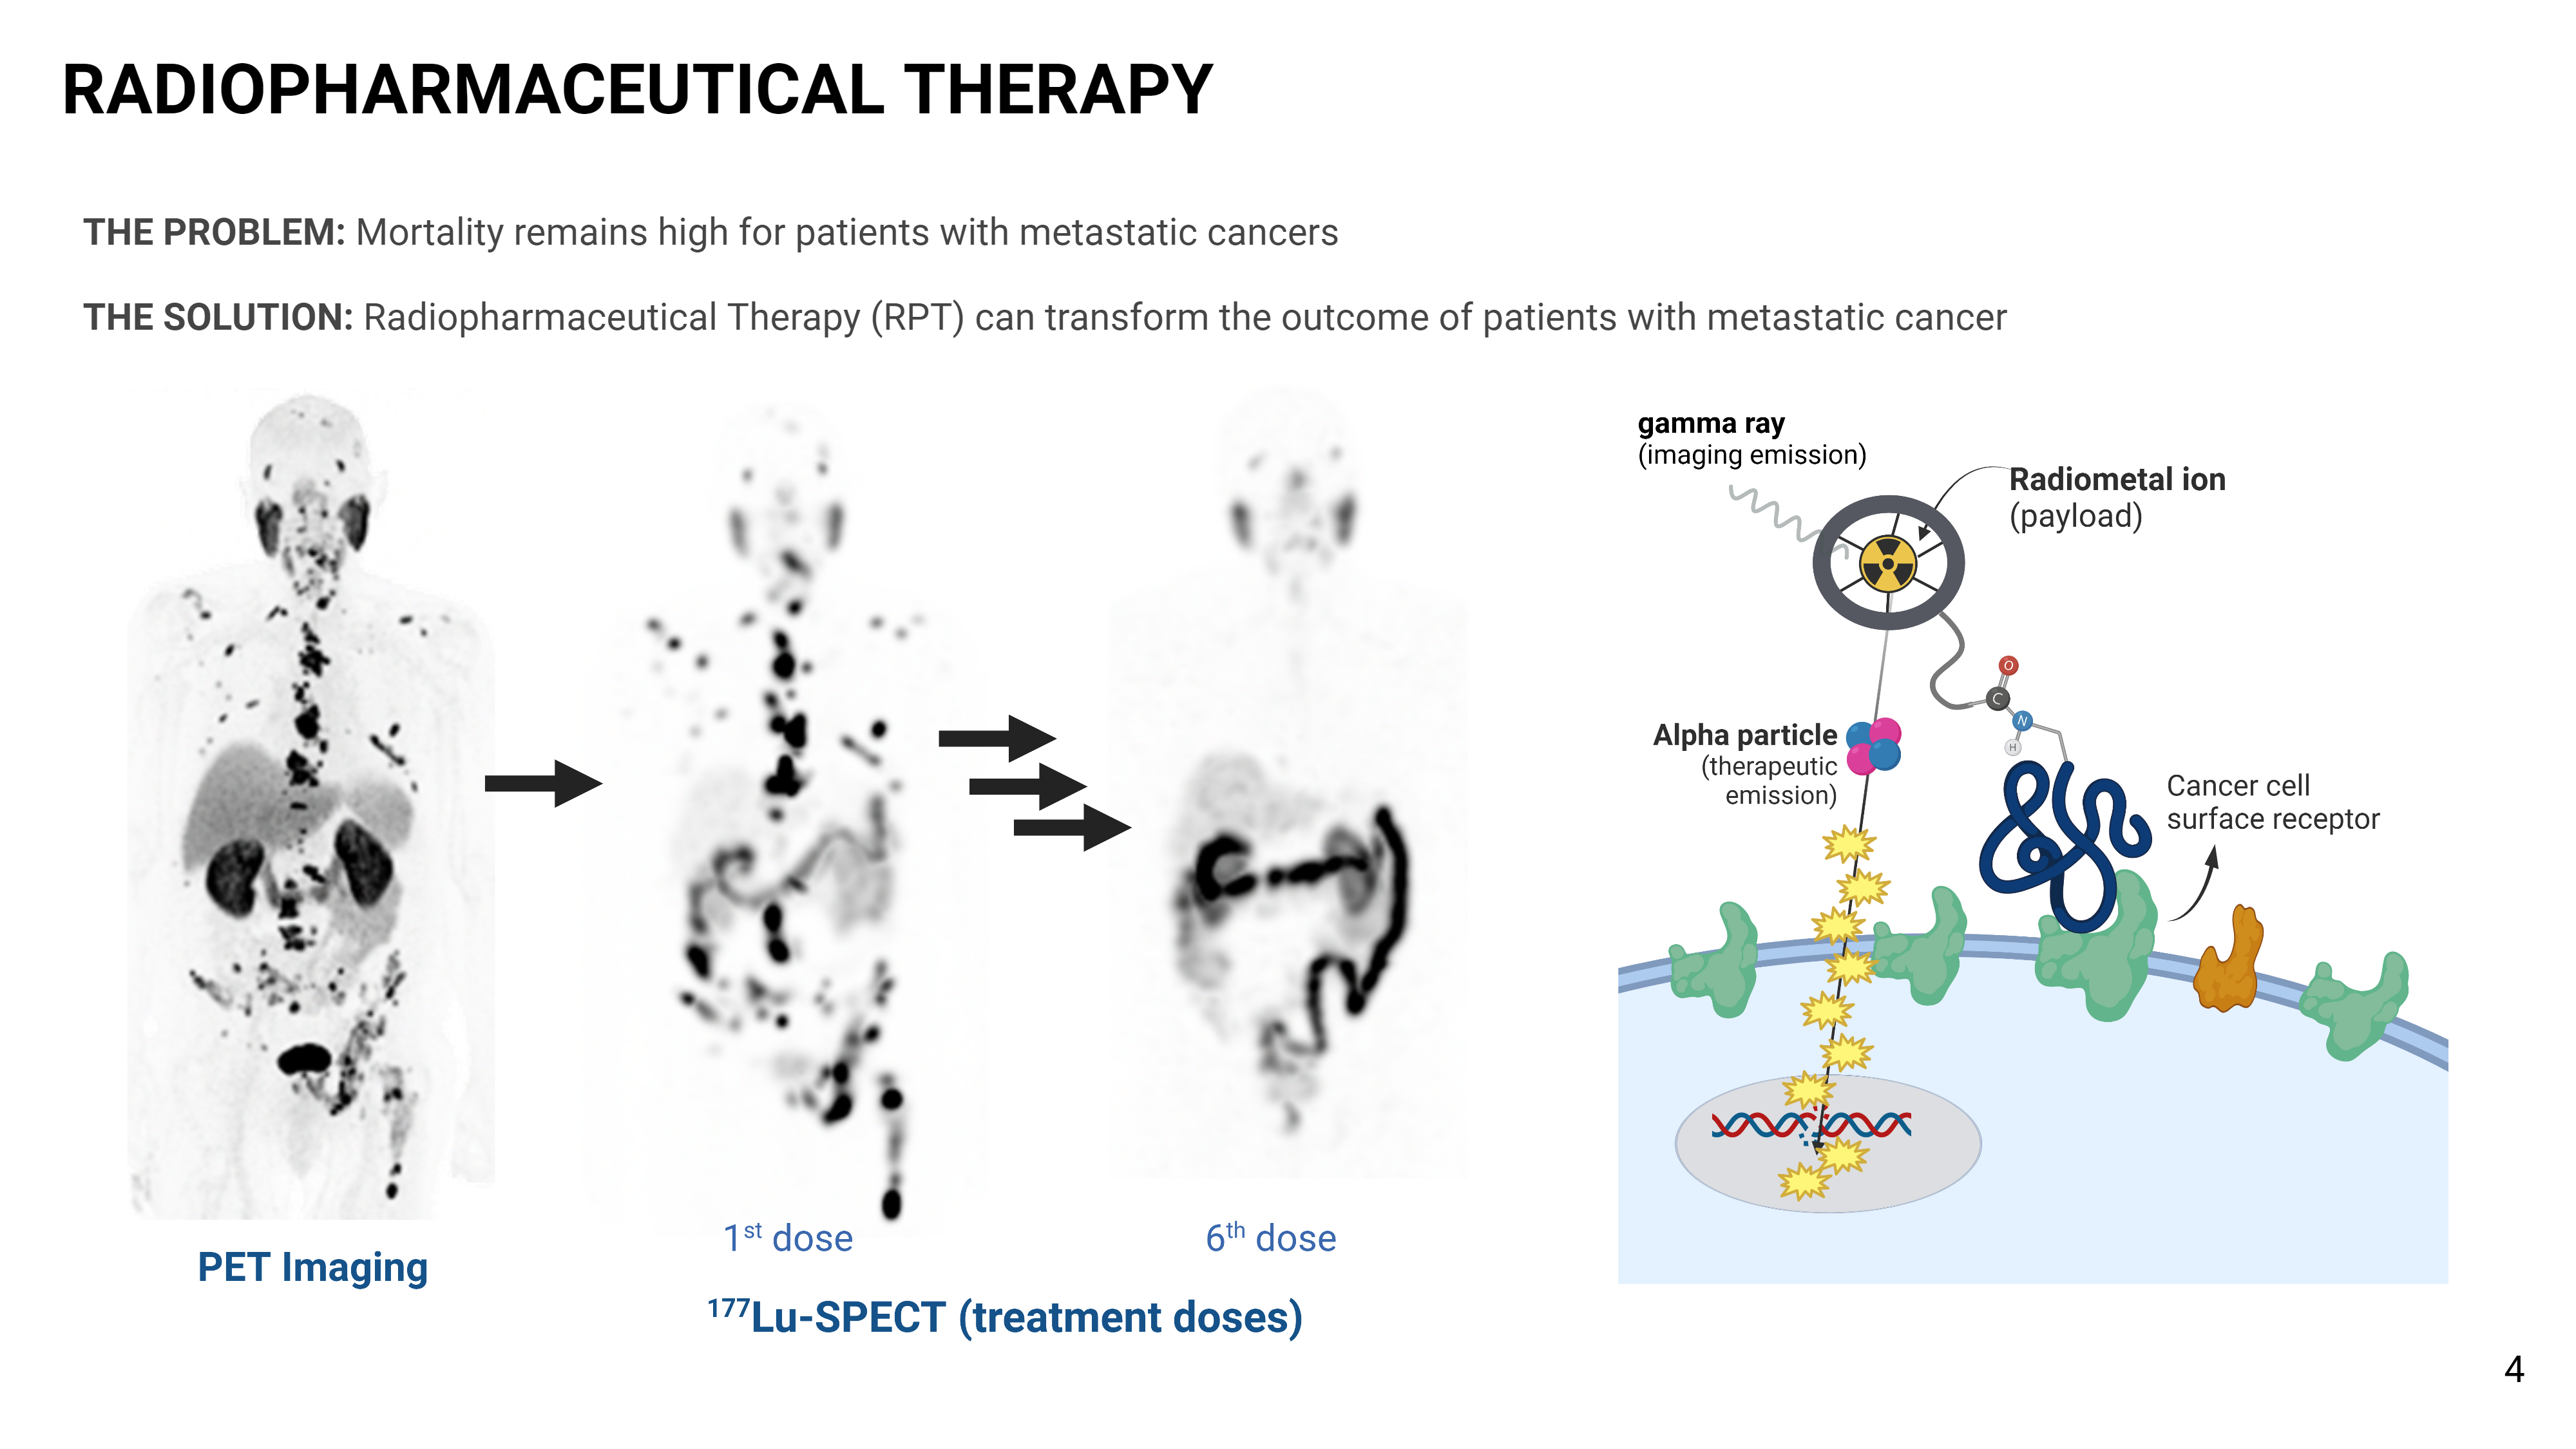 RADIOPHARMACEUTICAL THERAPY
THE PROBLEM: Mortality remains high for patients with metastatic cancers
THE SOLUTION: Radiopharmaceutical Therapy (RPT) can transform the outcome of patients with metastatic cancer
gamma ray
(imaging emission)
Radiometal ion
(payload)
O
C
N
H
Alpha particle
(therapeutic
emission)
Cancer cell
surface receptor
1st dose
6th dose
PET Imaging
177Lu-SPECT (treatment doses)
4